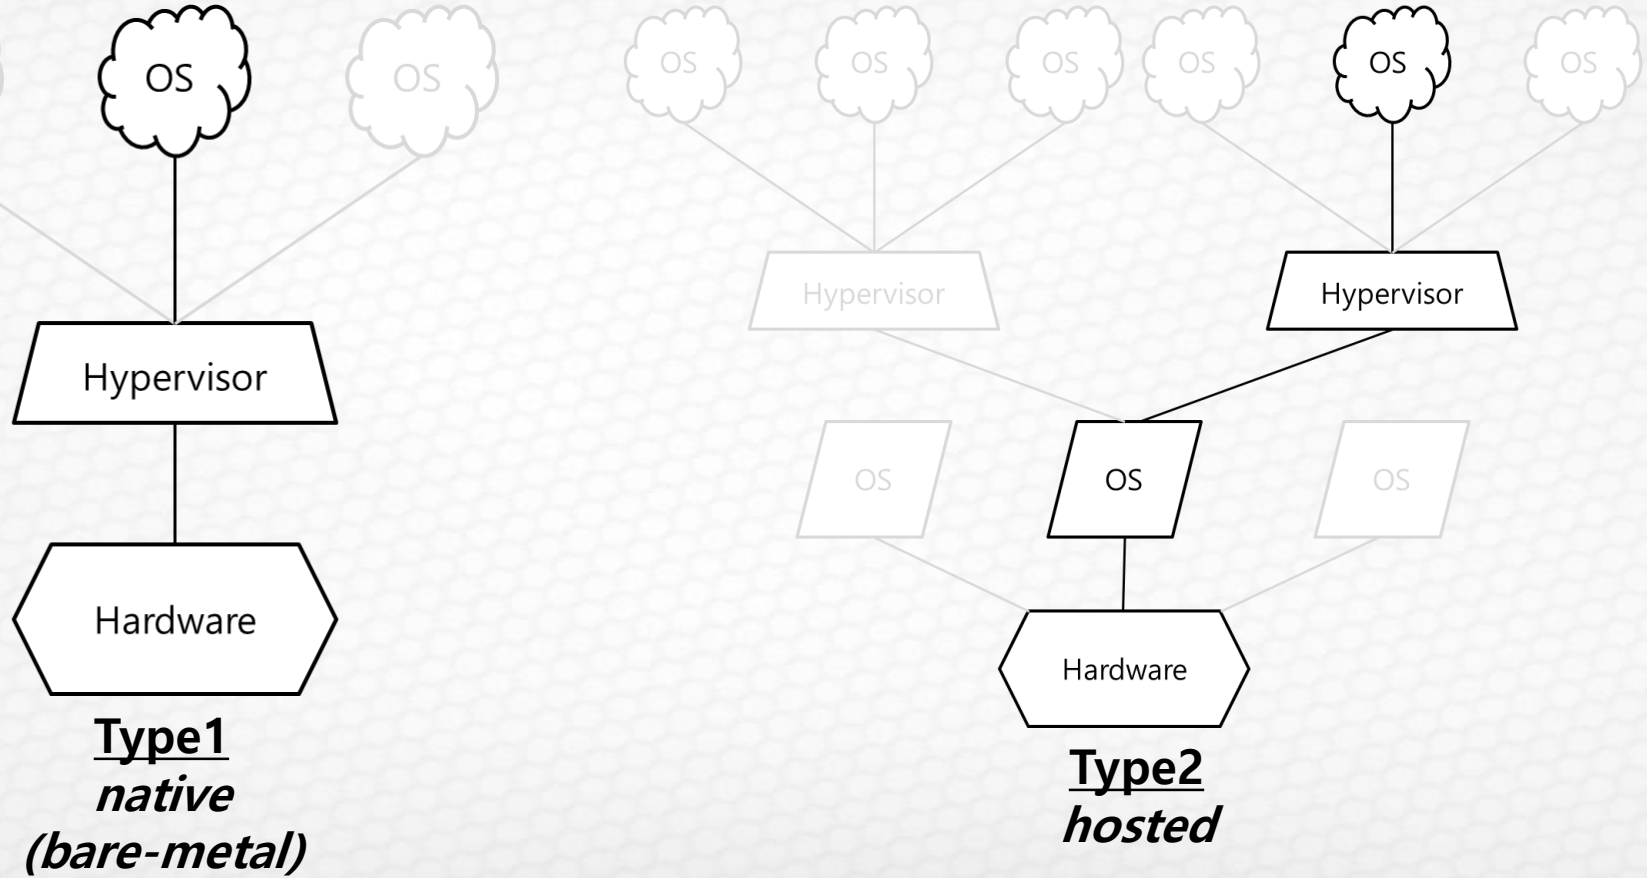 OS
OS
Hypervisor
Hardware
Type1
native
(bare-metal)
OS
OS
OS
OS
OS
OS
Hypervisor
Hypervisor
OS
OS
OS
Hardware
Type2
hosted